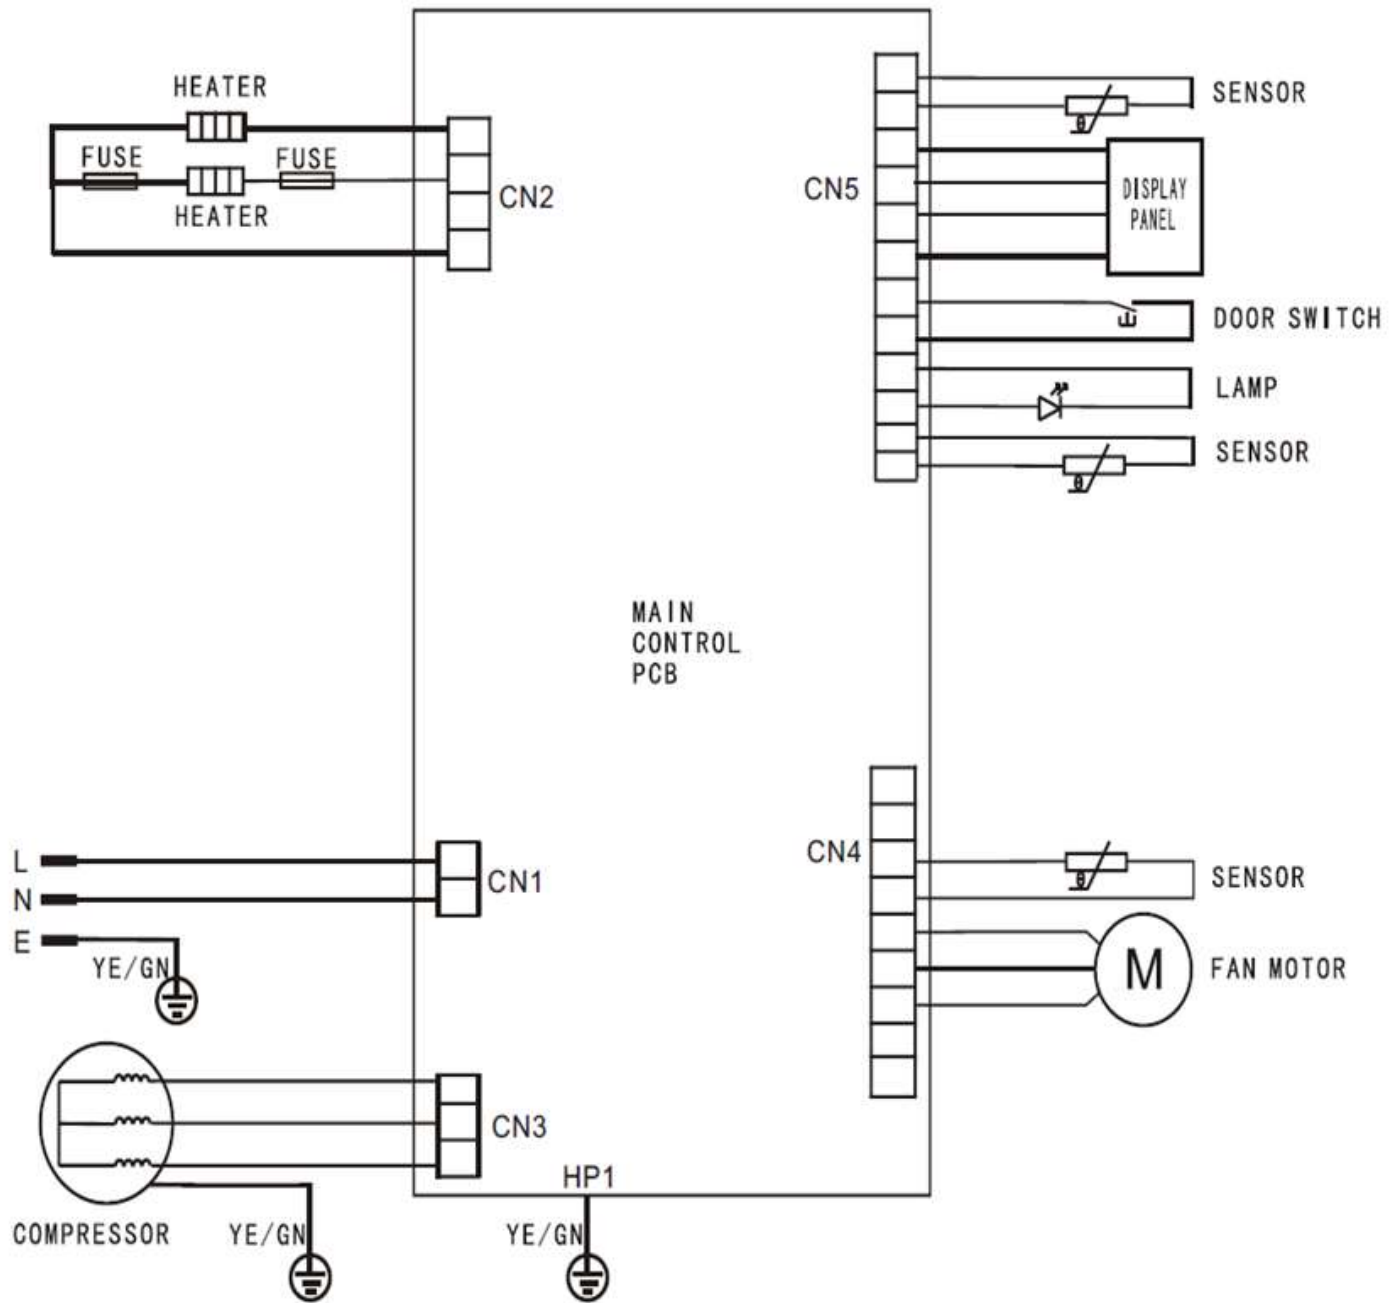 HEATER
FUSE
FUSE
HEATER
CN2
CN5
SENSOR
DISPLAY
PANEL
DOOR SWITCH
LAMP
SENSOR
MAIN
CONTROL
PCB
L
N
E
YE/GN
CN1
CN4
SENSOR
M
FAN MOTOR
CN3
COMPRESSOR
YE/GN
HP1
YE/GN
θ
θ
θ